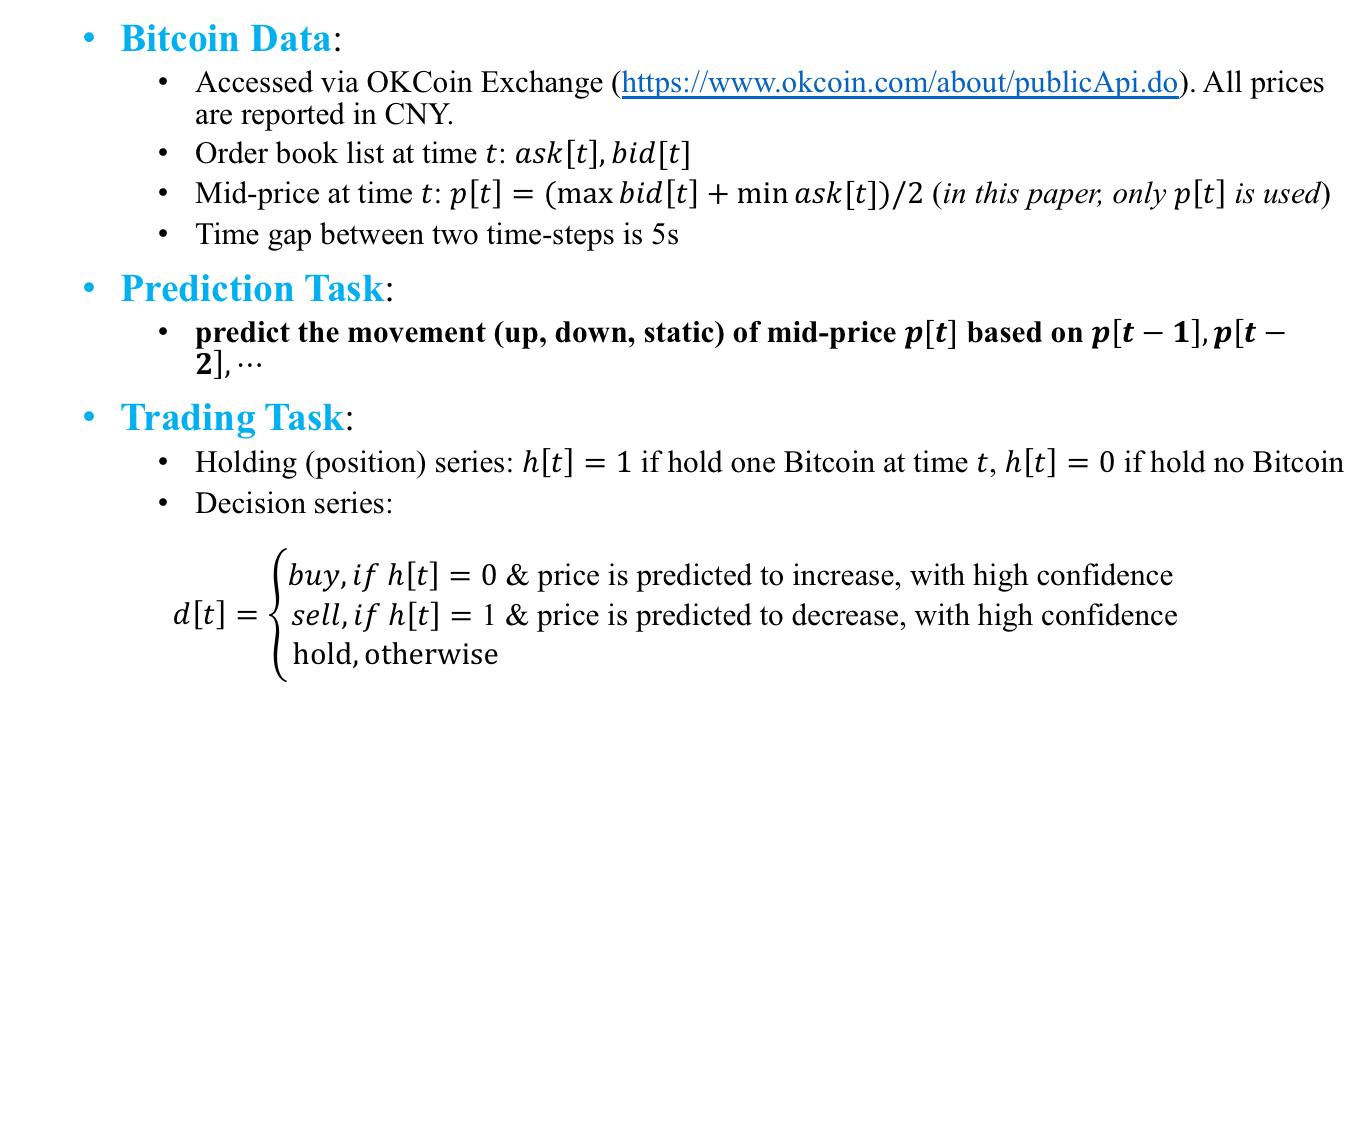 • Bitcoin Data:
• Accessed via OKCoin Exchange (https://www.okcoin.com/about/publicApi.do). All prices
are reported in CNY.
• Order book list at time 𝑡: 𝑎𝑠𝑘[𝑡], 𝑏𝑖𝑑[𝑡]
• Mid-price at time 𝑡: 𝑝[𝑡] = (max 𝑏𝑖𝑑[𝑡] + min 𝑎𝑠𝑘[𝑡])/2 (in this paper, only 𝑝[𝑡] is used)
• Time gap between two time-steps is 5s
• Prediction Task:
• predict the movement (up, down, static) of mid-price 𝒑[𝒕] based on 𝒑[𝒕 − 𝟏], 𝒑[𝒕 −
𝟐], ⋯
• Trading Task:
• Holding (position) series: ℎ[𝑡] = 1 if hold one Bitcoin at time 𝑡, ℎ[𝑡] = 0 if hold no Bitcoin
• Decision series:
𝑏𝑢𝑦, 𝑖𝑓 ℎ[𝑡] = 0 & price is predicted to increase, with high confidence
𝑑[𝑡] = { 𝑠𝑒𝑙𝑙, 𝑖𝑓 ℎ[𝑡] = 1 & price is predicted to decrease, with high confidence
hold, otherwise